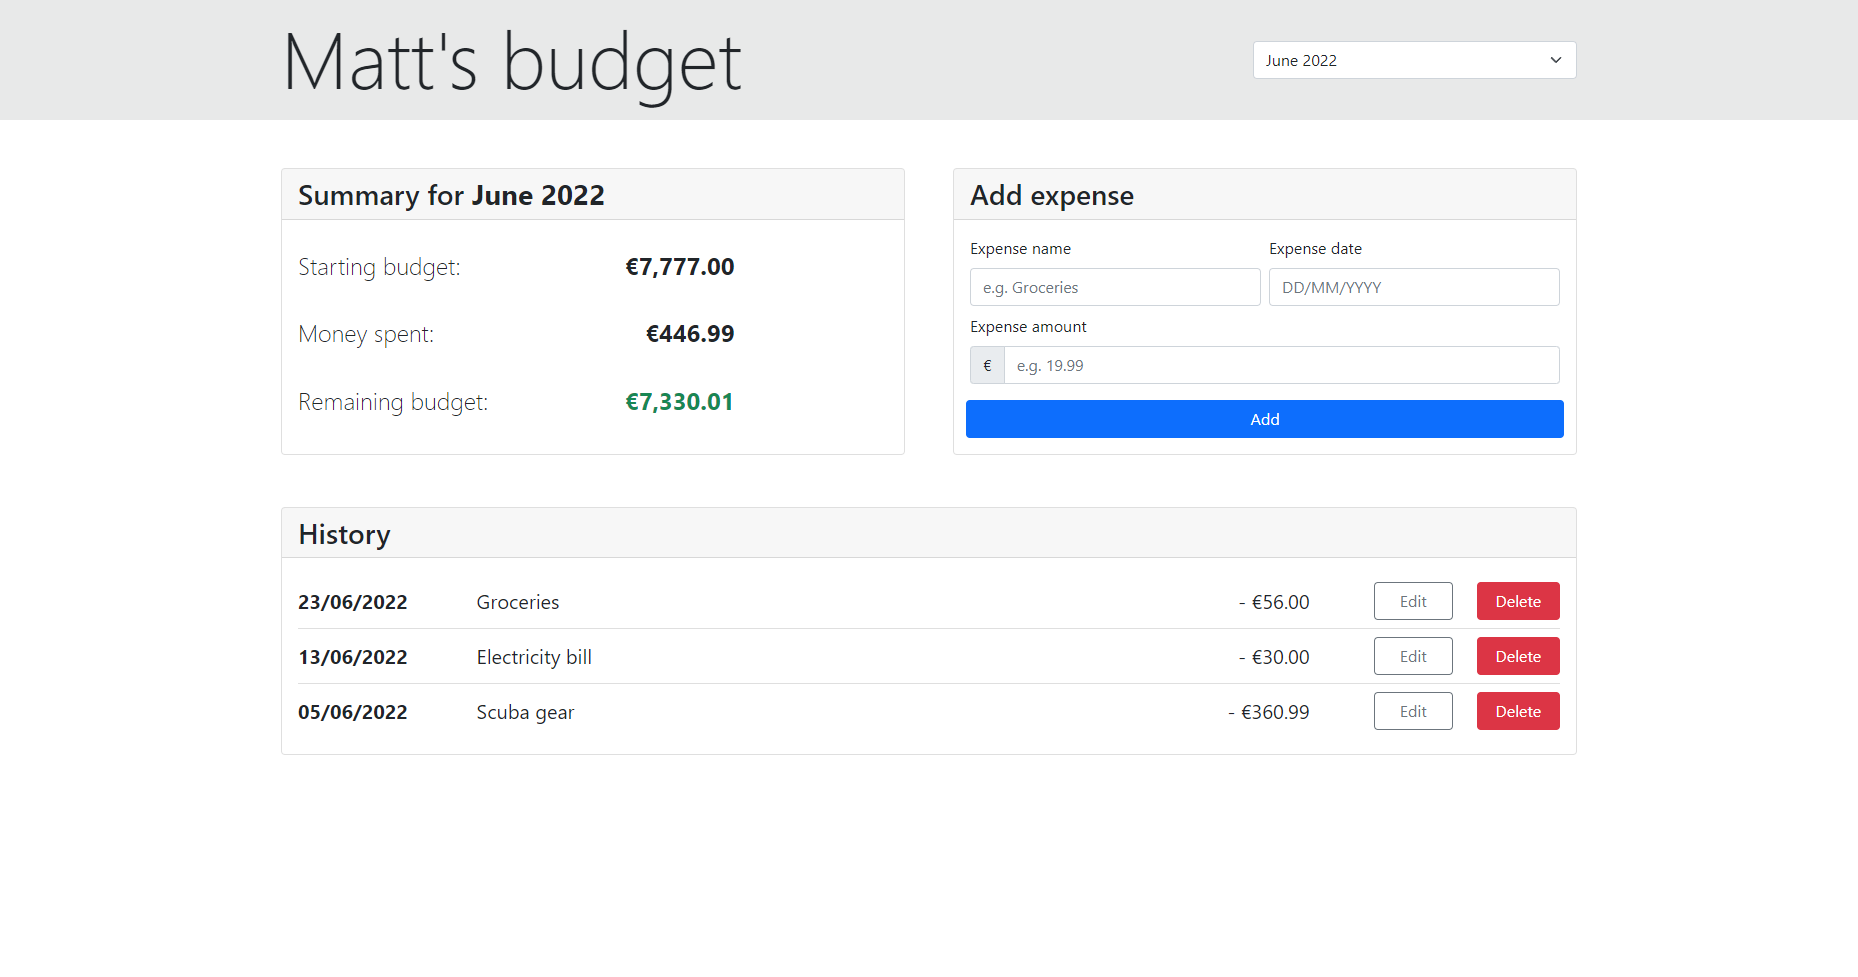 Matt's budget
June 2022
Summary for June 2022
Starting budget: €7,777.00
Money spent: €446.99
Remaining budget: €7,330.01
Add expense
Expense name Expense date
e.g. Groceries DD/MM/YYYY
Expense amount
€ e.g. 19.99
Add
History
23/06/2022 Groceries - €56.00 Edit Delete
13/06/2022 Electricity bill - €30.00 Edit Delete
05/06/2022 Scuba gear - €360.99 Edit Delete